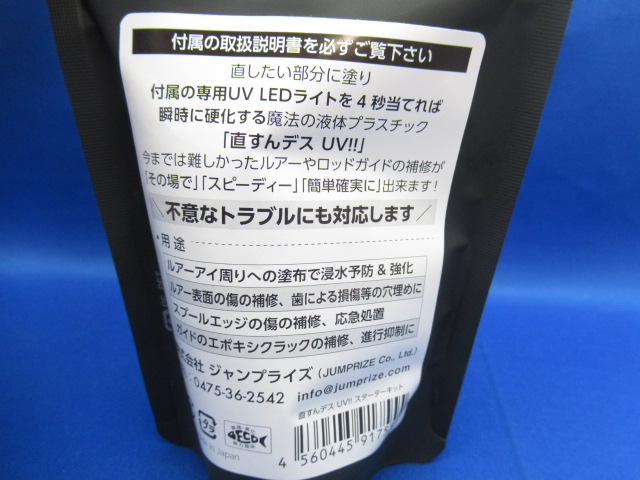 付属の取扱説明書を必ずご覧下さい
直したい部分に塗り
付属の専用UV LEDライトを4秒当てれば
瞬時に硬化する魔法の液体プラスチック
「直すんデス UV!!」
今までは難しかったルアーやロッドガイドの補修が
「その場で」「スピーディー」「簡単確実に」出来ます!
＼不意なトラブルにも対応します／
・用 途
ルアーアイ周りへの塗布で浸水予防 & 強化
ルアー表面の傷の補修、歯による損傷等の穴埋めに
スプールエッジの傷の補修、応急処置
ガイドのエポキシクラックの補修、進行抑制に
ジャンプライズ (JUMPRIZE Co., Ltd.)
0475-36-2542 info@jumprize.com
直すんデス UV!! スターターキット
タラ
ECO
in Japan
4 560445 917